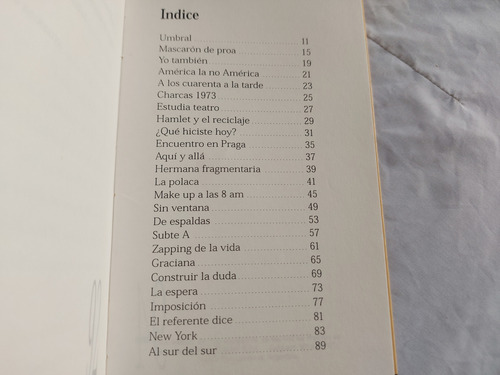 Indice
Umbral 11
Mascarón de proa 15
Yo también 19
América la no América 21
A los cuarenta a la tarde 23
Charcas 1973 25
Estudia teatro 27
Hamlet y el reciclaje 29
¿Qué hiciste hoy? 31
Encuentro en Praga 35
Aquí y allá 37
Hermana fragmentaria 39
La polaca 41
Make up a las 8 am 45
Sin ventana 49
De espaldas 53
Subte A 57
Zapping de la vida 61
Graciana 65
Construir la duda 69
La espera 73
Imposición 77
El referente dice 81
New York 83
Al sur del sur 89